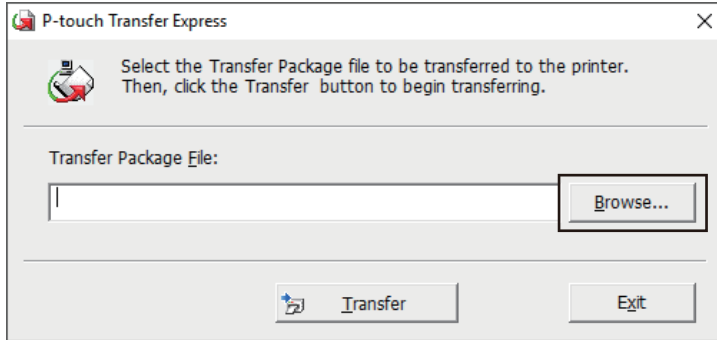 P-touch Transfer Express
Select the Transfer Package file to be transferred to the printer.
Then, click the Transfer button to begin transferring.
Transfer Package File:
Browse...
Transfer
Exit